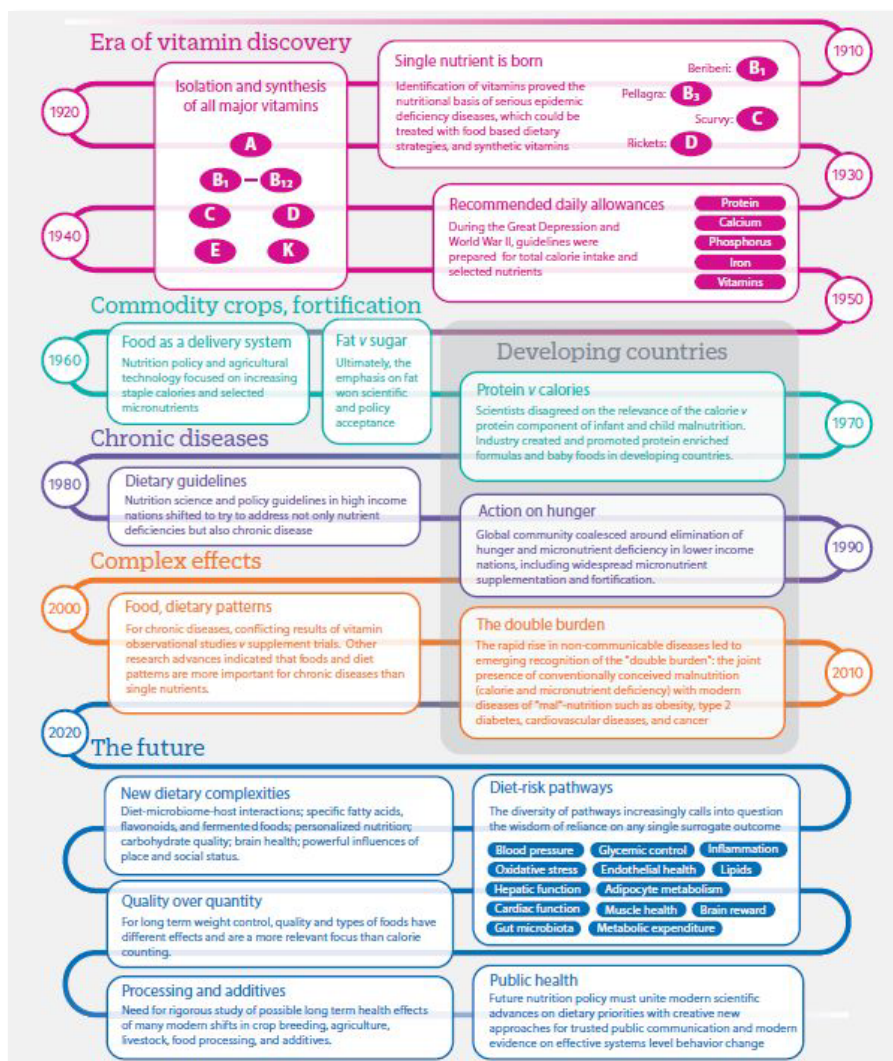 Era of vitamin discovery
1910
Single nutrient is born
Identification of vitamins proved the
nutritional basis of serious epidemic
deficiency diseases, which could be
treated with food based dietary
strategies, and synthetic vitamins
Beriberi: B1
Pellagra: B3
Scurvy: C
Rickets: D
1920
Isolation and synthesis
of all major vitamins
A
B1 – B12
C D
E K
1930
Recommended daily allowances
During the Great Depression and
World War II, guidelines were
prepared for total calorie intake and
selected nutrients
Protein
Calcium
Phosphorus
Iron
Vitamins
1940
1950
Commodity crops, fortification
1960
Food as a delivery system
Nutrition policy and agricultural
technology focused on increasing
staple calories and selected
micronutrients
Fat v sugar
Ultimately, the
emphasis on fat
won scientific
and policy
acceptance
Developing countries
Protein v calories
Scientists disagreed on the relevance of the calorie v
protein component of infant and child malnutrition.
Industry created and promoted protein enriched
formulas and baby foods in developing countries.
1970
Chronic diseases
1980
Dietary guidelines
Nutrition science and policy guidelines in high income
nations shifted to try to address not only nutrient
deficiencies but also chronic disease
Action on hunger
Global community coalesced around elimination of
hunger and micronutrient deficiency in lower income
nations, including widespread micronutrient
supplementation and fortification.
1990
Complex effects
2000
Food, dietary patterns
For chronic diseases, conflicting results of vitamin
observational studies v supplement trials. Other
research advances indicated that foods and diet
patterns are more important for chronic diseases than
single nutrients.
The double burden
The rapid rise in non-communicable diseases led to
emerging recognition of the "double burden": the joint
presence of conventionally conceived malnutrition
(calorie and micronutrient deficiency) with modern
diseases of "mal"-nutrition such as obesity, type 2
diabetes, cardiovascular diseases, and cancer
2010
2020
The future
New dietary complexities
Diet-microbiome-host interactions; specific fatty acids,
flavonoids, and fermented foods; personalized nutrition;
carbohydrate quality; brain health; powerful influences of
place and social status.
Diet-risk pathways
The diversity of pathways increasingly calls into question
the wisdom of reliance on any single surrogate outcome
Blood pressure Glycemic control Inflammation
Oxidative stress Endothelial health Lipids
Hepatic function Adipocyte metabolism
Cardiac function Muscle health Brain reward
Gut microbiota Metabolic expenditure
Quality over quantity
For long term weight control, quality and types of foods have
different effects and are a more relevant focus than calorie
counting.
Processing and additives
Need for rigorous study of possible long term health effects
of many modern shifts in crop breeding, agriculture,
livestock, food processing, and additives.
Public health
Future nutrition policy must unite modern scientific
advances on dietary priorities with creative new
approaches for trusted public communication and modern
evidence on effective systems level behavior change